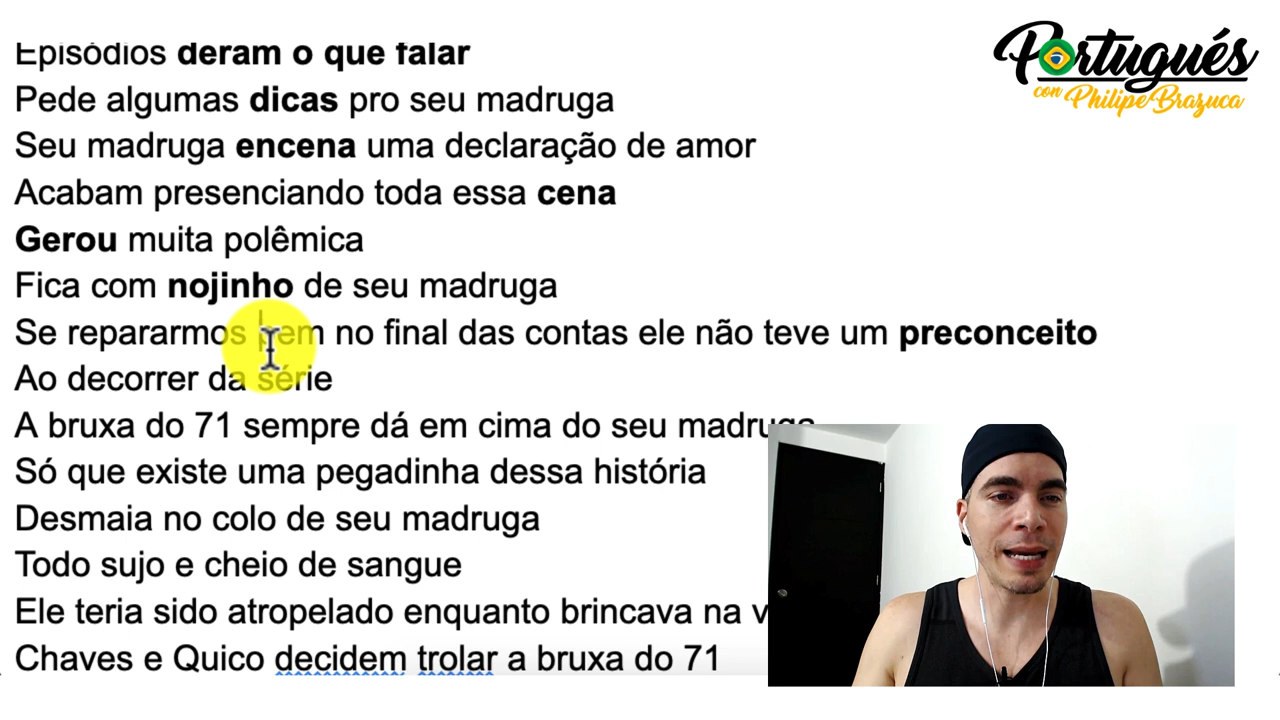 Episódios deram o que falar
Pede algumas dicas pro seu madruga
Seu madruga encena uma declaração de amor
Acabam presenciando toda essa cena
Gerou muita polêmica
Fica com nojinho de seu madruga
Se repararmos bem no final das contas ele não teve um preconceito
Ao decorrer da série
A bruxa do 71 sempre dá em cima do seu madruga
Só que existe uma pegadinha dessa história
Desmaia no colo de seu madruga
Todo sujo e cheio de sangue
Ele teria sido atropelado enquanto brincava na
Chaves e Quico decidem trolar a bruxa do 71
Portugués
con PhilipeBrazuca